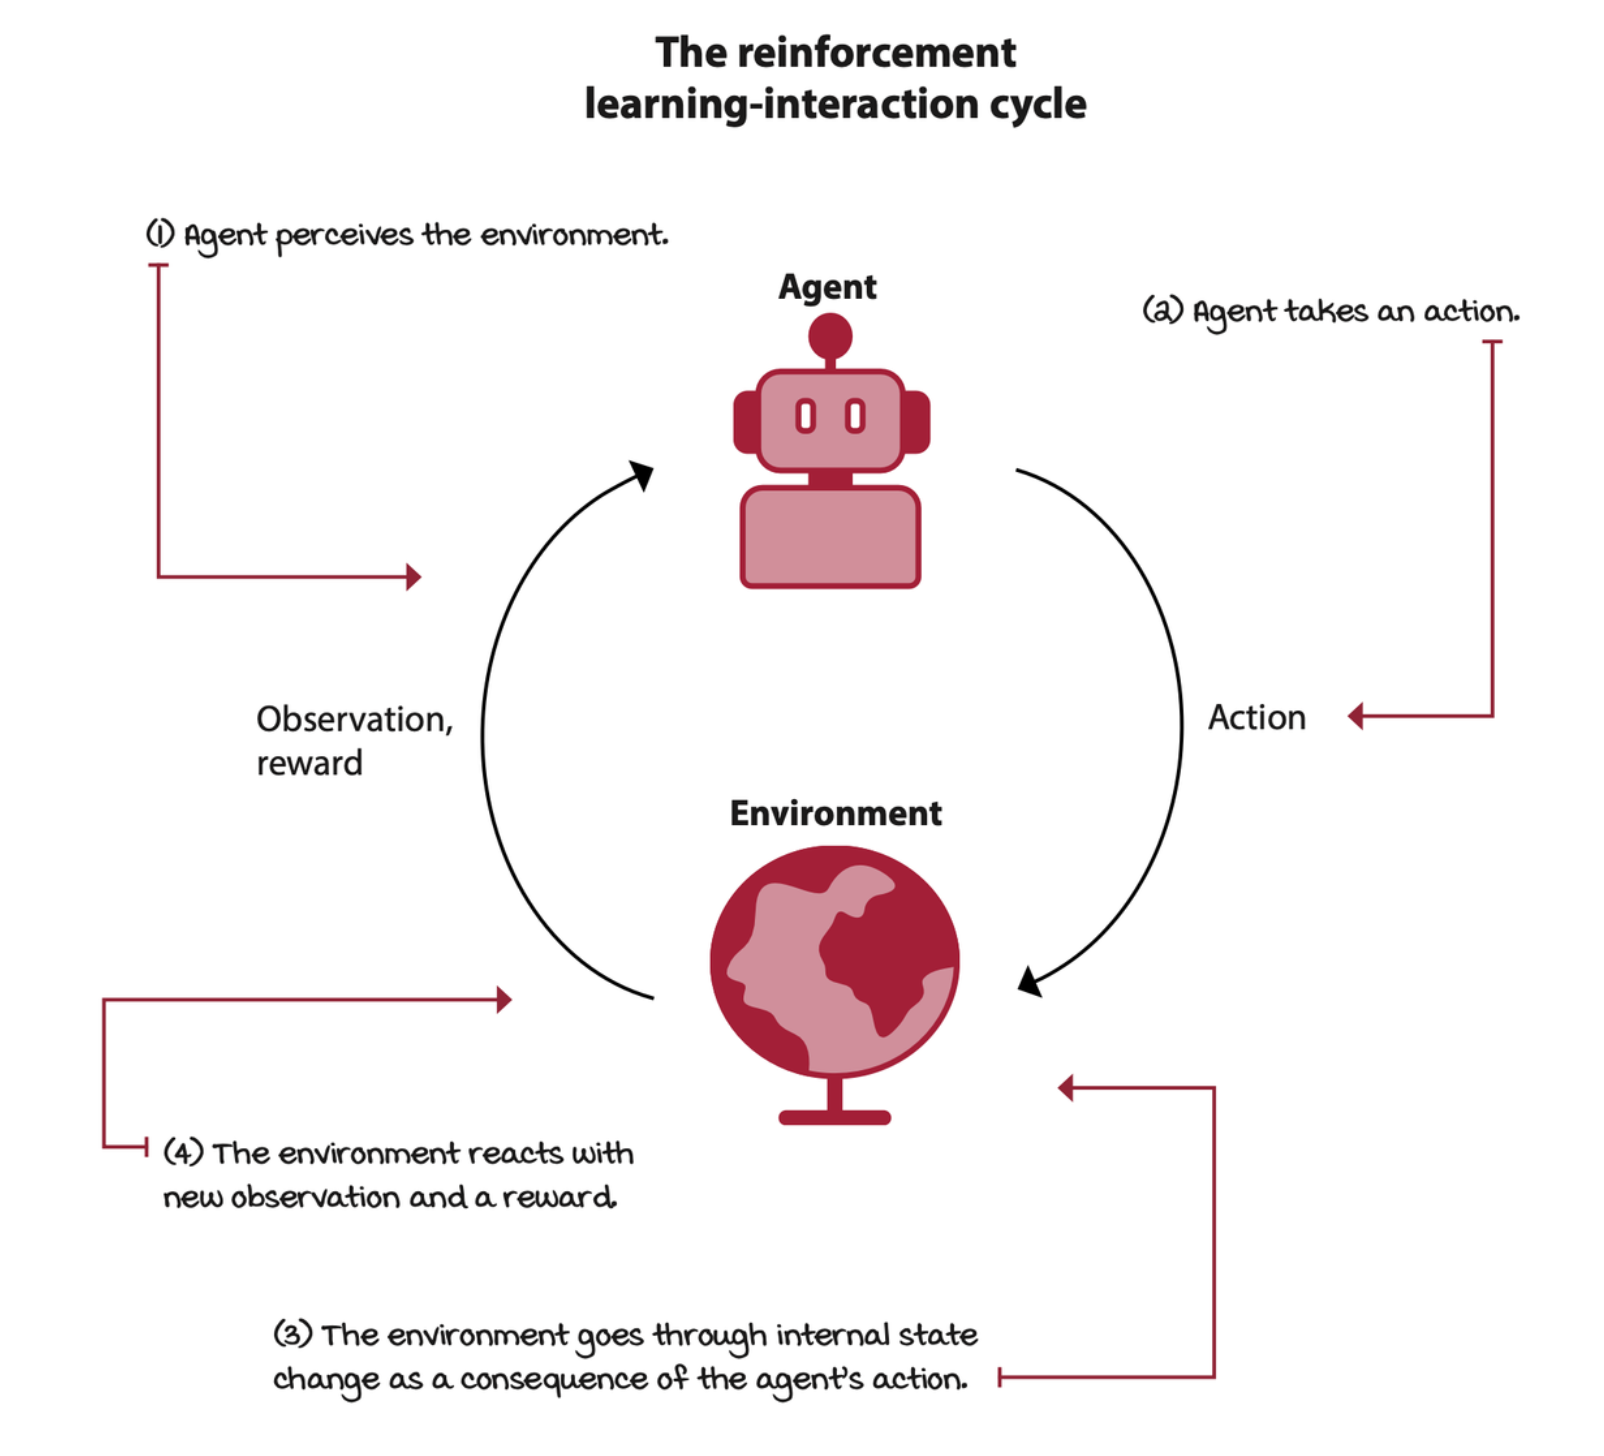 The reinforcement
learning-interaction cycle
(1) Agent perceives the environment.
Agent
(2) Agent takes an action.
Observation,
reward
Action
Environment
(4) The environment reacts with
new observation and a reward.
(3) The environment goes through internal state
change as a consequence of the agent's action.